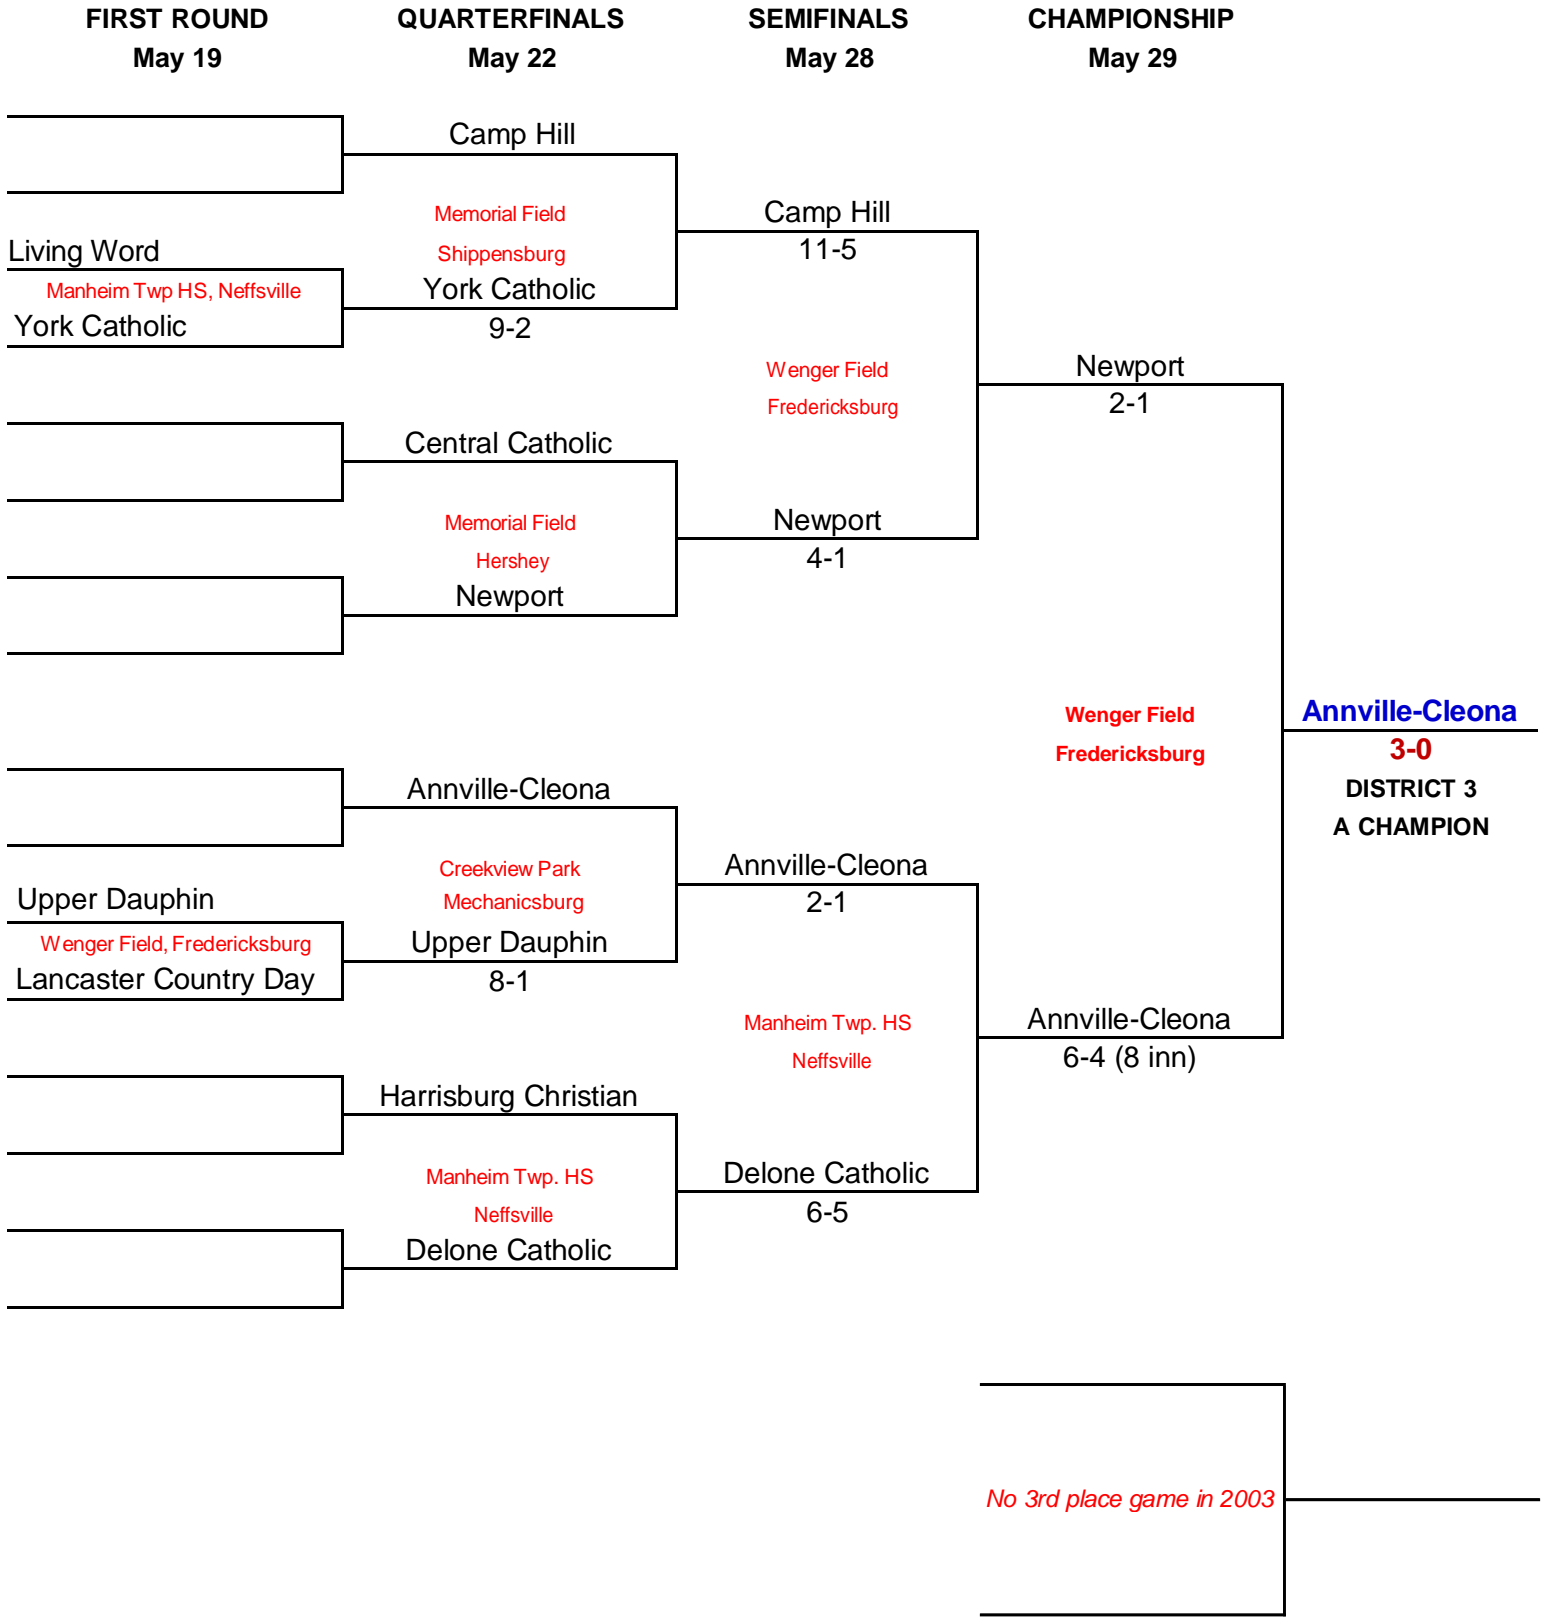 FIRST ROUND
May 19
QUARTERFINALS
May 22
SEMIFINALS
May 28
CHAMPIONSHIP
May 29
Living Word
Manheim Twp HS, Neffsville
York Catholic
Upper Dauphin
Wenger Field, Fredericksburg
Lancaster Country Day
Camp Hill
Memorial Field
Shippensburg
York Catholic
9-2
Central Catholic
Memorial Field
Hershey
Newport
Annville-Cleona
Creekview Park
Mechanicsburg
Upper Dauphin
8-1
Harrisburg Christian
Manheim Twp. HS
Neffsville
Delone Catholic
Camp Hill
11-5
Wenger Field
Fredericksburg
Newport
4-1
Annville-Cleona
2-1
Manheim Twp. HS
Neffsville
Delone Catholic
6-5
Newport
2-1
Wenger Field
Fredericksburg
Annville-Cleona
6-4 (8 inn)
Annville-Cleona
3-0
DISTRICT 3
A CHAMPION
No 3rd place game in 2003